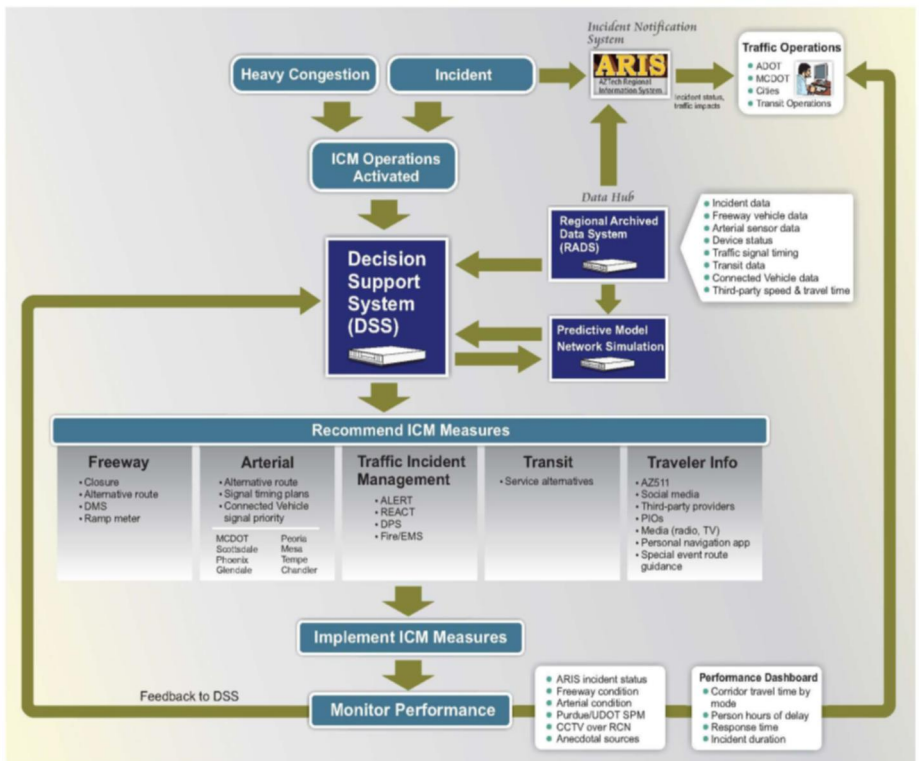 Incident Notification
System
Heavy Congestion
Incident
ARIS
AZTech Regional
Information System
Incident status,
traffic impacts
Traffic Operations
ADOT
MCDOT
Cities
Transit Operations
ICM Operations
Activated
Data Hub
Regional Archived
Data System
(RADS)
Incident data
Freeway vehicle data
Arterial sensor data
Device status
Traffic signal timing
Transit data
Connected Vehicle data
Third-party speed & travel time
Decision
Support
System
(DSS)
Predictive Model
Network Simulation
Recommend ICM Measures
Freeway
• Closure
• Alternative route
• DMS
• Ramp meter
Arterial
• Alternative route
• Signal timing plans
• Connected Vehicle
signal priority
MCDOT
Scottsdale
Phoenix
Glendale
Peoria
Mesa
Tempe
Chandler
Traffic Incident
Management
• ALERT
• REACT
• DPS
• Fire/EMS
Transit
• Service alternatives
Traveler Info
• AZ511
• Social media
• Third-party providers
• PIOs
• Media (radio, TV)
• Personal navigation app
• Special event route
guidance
Implement ICM Measures
Feedback to DSS
Monitor Performance
ARIS incident status
Freeway condition
Arterial condition
Purdue/UDOT SPM
CCTV over RCN
Anecdotal sources
Performance Dashboard
Corridor travel time by
mode
Person hours of delay
Response time
Incident duration